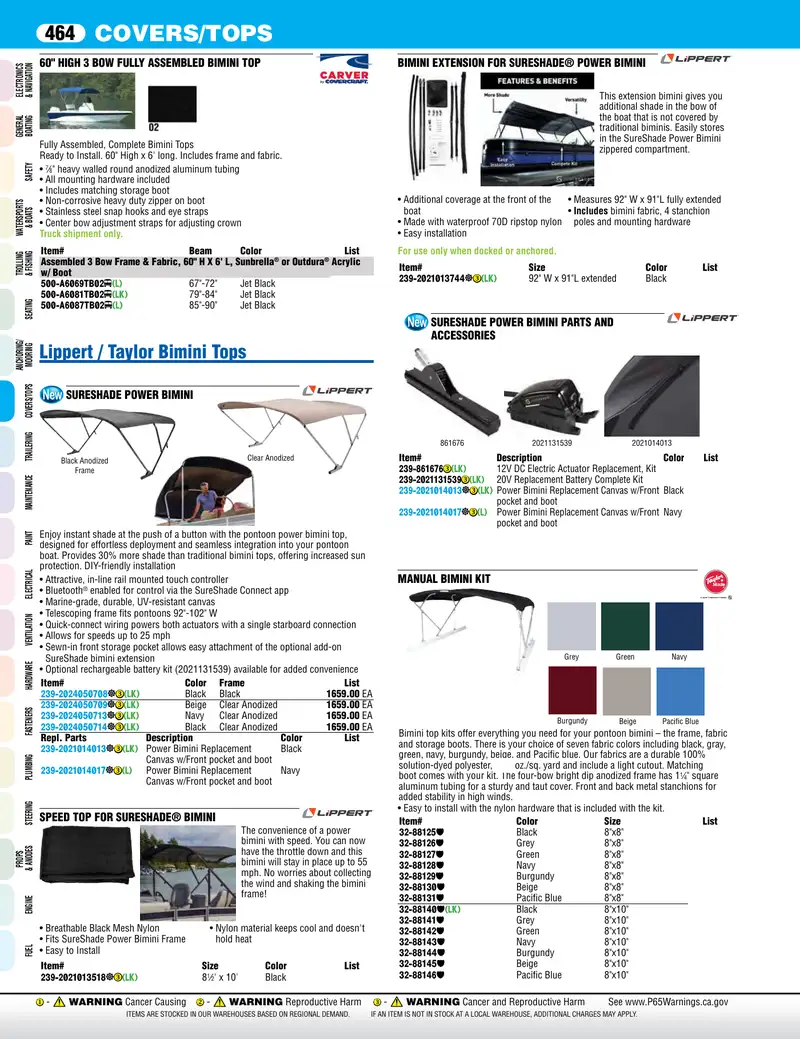 464 COVERS/TOPS
ELECTRONICS & NAVIGATION
GENERAL BOATING
SAFETY
WATERSPORTS & BOATS
TROLLING & FISHING
SEATING
ANCHORING/ MOORING
COVERS/TOPS
TRAILERING
MAINTENANCE
PAINT
ELECTRICAL
VENTILATION
HARDWARE
FASTENERS
PLUMBING
STEERING
PROPS & ANODES
ENGINE
FUEL
60" HIGH 3 BOW FULLY ASSEMBLED BIMINI TOP
CARVER
by COVERCRAFT
02
Fully Assembled, Complete Bimini Tops
Ready to Install. 60" High x 6' long. Includes frame and fabric.
• ⅞" heavy walled round anodized aluminum tubing
• All mounting hardware included
• Includes matching storage boot
• Non-corrosive heavy duty zipper on boot
• Stainless steel snap hooks and eye straps
• Center bow adjustment straps for adjusting crown
Truck shipment only.
Item# Beam Color List
Assembled 3 Bow Frame & Fabric, 60" H X 6' L, Sunbrella® or Outdura® Acrylic
w/ Boot
500-A6069TB02(L) 67"-72" Jet Black
500-A6081TB02(LK) 79"-84" Jet Black
500-A6087TB02(L) 85"-90" Jet Black
Lippert / Taylor Bimini Tops
New SURESHADE POWER BIMINI
LIPPERT
Black Anodized
Frame
Clear Anodized
Enjoy instant shade at the push of a button with the pontoon power bimini top,
designed for effortless deployment and seamless integration into your pontoon
boat. Provides 30% more shade than traditional bimini tops, offering increased sun
protection. DIY-friendly installation
• Attractive, in-line rail mounted touch controller
• Bluetooth® enabled for control via the SureShade Connect app
• Marine-grade, durable, UV-resistant canvas
• Telescoping frame fits pontoons 92"-102" W
• Quick-connect wiring powers both actuators with a single starboard connection
• Allows for speeds up to 25 mph
• Sewn-in front storage pocket allows easy attachment of the optional add-on
SureShade bimini extension
• Optional rechargeable battery kit (2021131539) available for added convenience
Item# Color Frame List
239-2024050708 3 (LK) Black Black 1659.00 EA
239-2024050709 3 (LK) Beige Clear Anodized 1659.00 EA
239-2024050713 3 (LK) Navy Clear Anodized 1659.00 EA
239-2024050714 3 (LK) Black Clear Anodized 1659.00 EA
Repl. Parts Description Color List
239-2021014013 3 (LK) Power Bimini Replacement Black
Canvas w/Front pocket and boot
239-2021014017 3 (L) Power Bimini Replacement Navy
Canvas w/Front pocket and boot
SPEED TOP FOR SURESHADE® BIMINI
LIPPERT
The convenience of a power
bimini with speed. You can now
have the throttle down and this
bimini will stay in place up to 55
mph. No worries about collecting
the wind and shaking the bimini
frame!
• Breathable Black Mesh Nylon
• Fits SureShade Power Bimini Frame
• Easy to Install
• Nylon material keeps cool and doesn't
hold heat
Item# Size Color List
239-2021013518 3 (LK) 8½' x 10' Black
BIMINI EXTENSION FOR SURESHADE® POWER BIMINI
LIPPERT
FEATURES & BENEFITS
More Shade
Versatility
Easy
Installation
Compete Kit
This extension bimini gives you
additional shade in the bow of
the boat that is not covered by
traditional biminis. Easily stores
in the SureShade Power Bimini
zippered compartment.
• Additional coverage at the front of the
boat
• Made with waterproof 70D ripstop nylon
• Easy installation
• Measures 92" W x 91"L fully extended
• Includes bimini fabric, 4 stanchion
poles and mounting hardware
For use only when docked or anchored.
Item# Size Color List
239-2021013744 3 (LK) 92" W x 91"L extended Black
New SURESHADE POWER BIMINI PARTS AND
ACCESSORIES
LIPPERT
861676 2021131539 2021014013
Item# Description Color List
239-861676 3 (LK) 12V DC Electric Actuator Replacement, Kit
239-2021131539 3 (LK) 20V Replacement Battery Complete Kit
239-2021014013 3 (LK) Power Bimini Replacement Canvas w/Front Black
pocket and boot
239-2021014017 3 (L) Power Bimini Replacement Canvas w/Front Navy
pocket and boot
MANUAL BIMINI KIT
Taylor
Made
Grey Green Navy
Burgundy Beige Pacific Blue
Bimini top kits offer everything you need for your pontoon bimini – the frame, fabric
and storage boots. There is your choice of seven fabric colors including black, gray,
green, navy, burgundy, beige. and Pacific blue. Our fabrics are a durable 100%
solution-dyed polyester, oz./sq. yard and include a light cutout. Matching
boot comes with your kit. The four-bow bright dip anodized frame has 1¼" square
aluminum tubing for a sturdy and taut cover. Front and back metal stanchions for
added stability in high winds.
• Easy to install with the nylon hardware that is included with the kit.
Item# Color Size List
32-88125 Black 8"x8"
32-88126 Grey 8"x8"
32-88127 Green 8"x8"
32-88128 Navy 8"x8"
32-88129 Burgundy 8"x8"
32-88130 Beige 8"x8"
32-88131 Pacific Blue 8"x8"
32-88140(LK) Black 8"x10"
32-88141 Grey 8"x10"
32-88142 Green 8"x10"
32-88143 Navy 8"x10"
32-88144 Burgundy 8"x10"
32-88145 Beige 8"x10"
32-88146 Pacific Blue 8"x10"
1 - WARNING Cancer Causing 2 - WARNING Reproductive Harm 3 - WARNING Cancer and Reproductive Harm See www.P65Warnings.ca.gov
ITEMS ARE STOCKED IN OUR WAREHOUSES BASED ON REGIONAL DEMAND. IF AN ITEM IS NOT IN STOCK AT A LOCAL WAREHOUSE, ADDITIONAL CHARGES MAY APPLY.